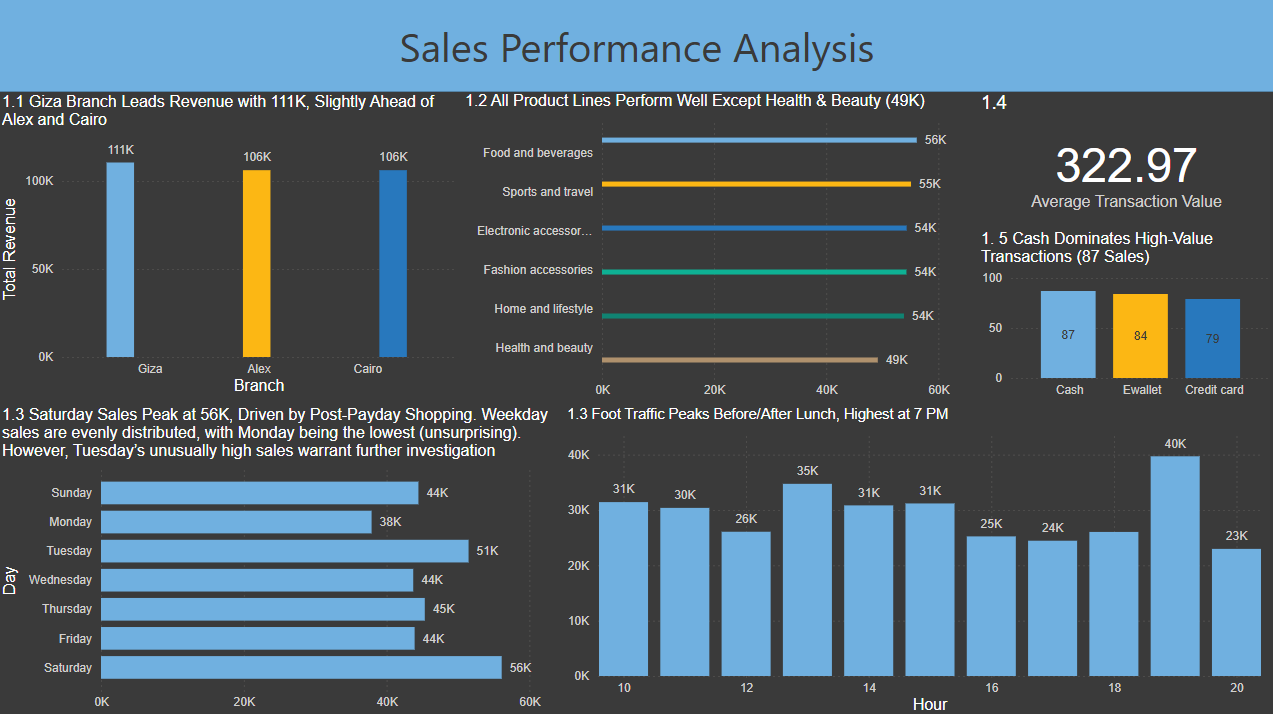 Sales Performance Analysis
1.1 Giza Branch Leads Revenue with 111K, Slightly Ahead of
Alex and Cairo
Total Revenue
100K
50K
0K
111K
106K
106K
Giza
Alex
Cairo
Branch
1.2 All Product Lines Perform Well Except Health & Beauty (49K)
Food and beverages
56K
Sports and travel
55K
Electronic accessor...
54K
Fashion accessories
54K
Home and lifestyle
54K
Health and beauty
49K
0K
20K
40K
60K
1.4
322.97
Average Transaction Value
1. 5 Cash Dominates High-Value
Transactions (87 Sales)
100
50
0
87
84
79
Cash
Ewallet
Credit card
1.3 Saturday Sales Peak at 56K, Driven by Post-Payday Shopping. Weekday
sales are evenly distributed, with Monday being the lowest (unsurprising).
However, Tuesday's unusually high sales warrant further investigation
Day
Sunday
44K
Monday
38K
Tuesday
51K
Wednesday
44K
Thursday
45K
Friday
44K
Saturday
56K
0K
20K
40K
60K
1.3 Foot Traffic Peaks Before/After Lunch, Highest at 7 PM
40K
30K
20K
10K
0K
31K
30K
26K
35K
31K
31K
25K
24K
40K
23K
10
12
14
16
18
20
Hour